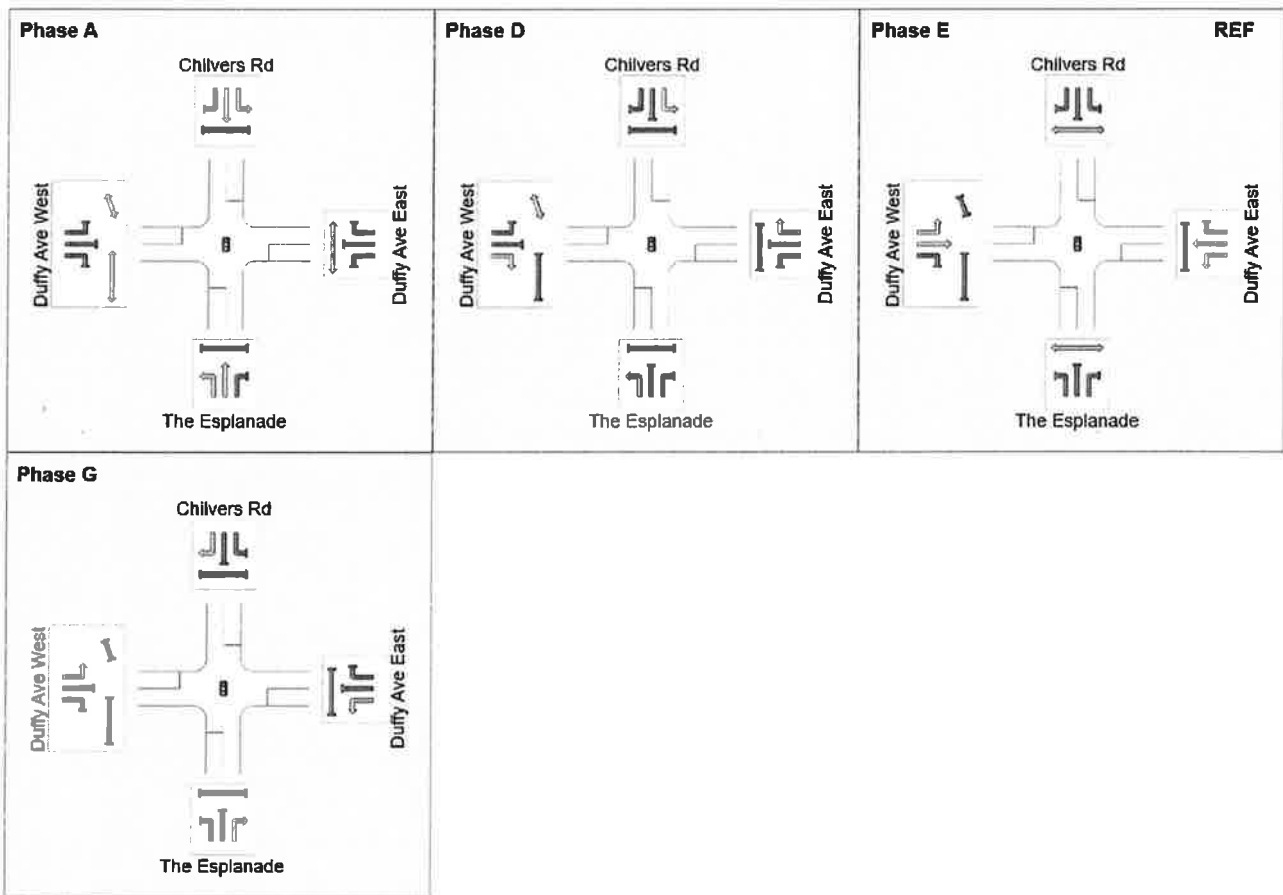 Phase A
Chilvers Rd
Duffy Ave West
Duffy Ave East
The Esplanade
Phase D
Chilvers Rd
Duffy Ave West
Duffy Ave East
The Esplanade
Phase E
REF
Chilvers Rd
Duffy Ave West
Duffy Ave East
The Esplanade
Phase G
Chilvers Rd
Duffy Ave West
Duffy Ave East
The Esplanade